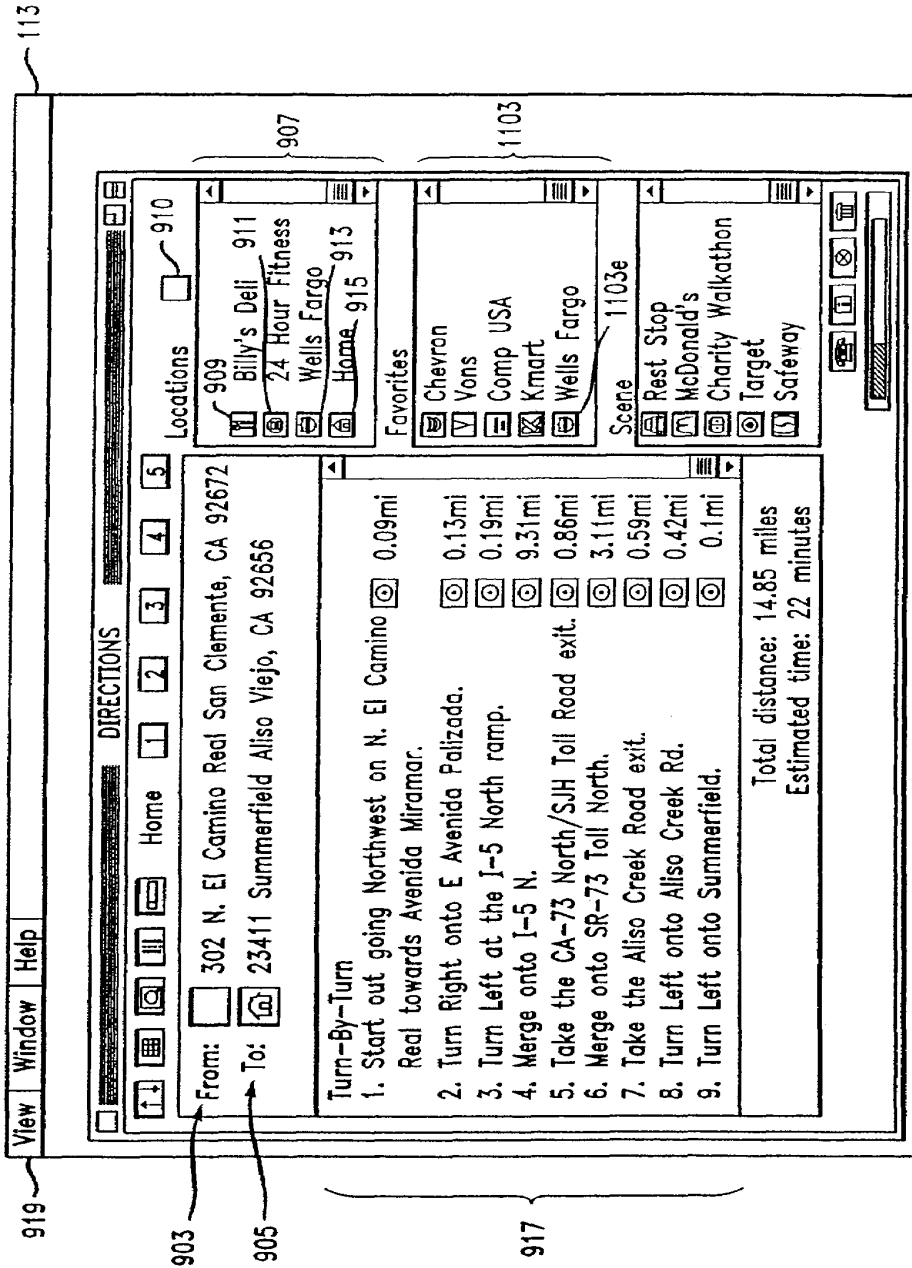 113
919
View Window Help
DIRECTIONS
Home 1 2 3 4 5
903
From: 302 N. El Camino Real San Clemente, CA 92672
905
To: 23411 Summerfield Aliso Viejo, CA 92656
917
Turn-By-Turn
1. Start out going Northwest on N. El Camino 0.09mi
Real towards Avenida Miramar.
2. Turn Right onto E Avenida Palizada. 0.13mi
3. Turn Left at the I-5 North ramp. 0.19mi
4. Merge onto I-5 N. 9.31mi
5. Take the CA-73 North/SJH Toll Road exit. 0.86mi
6. Merge onto SR-73 Toll North. 3.11mi
7. Take the Aliso Creek Road exit. 0.59mi
8. Turn Left onto Aliso Creek Rd. 0.42mi
9. Turn Left onto Summerfield. 0.1mi
Total distance: 14.85 miles
Estimated time: 22 minutes
Locations
910
907
909
Billy's Deli
911
24 Hour Fitness
Wells Fargo
913
Home
915
Favorites
1103
Chevron
V Vons
Comp USA
K Kmart
Wells Fargo
1103e
Scene
Rest Stop
McDonald's
Charity Walkathon
Target
Safeway